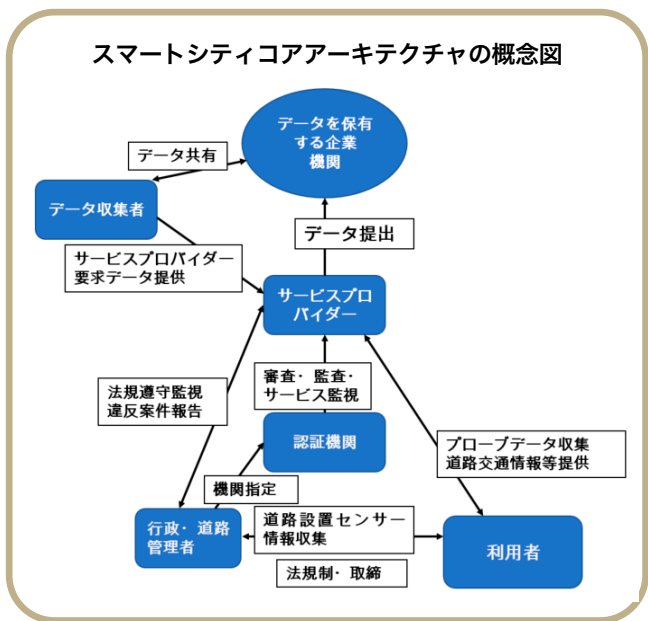 スマートシティコアアーキテクチャの概念図
データを保有
する企業
機関
データ共有
データ収集者
データ提出
サービスプロバイダー
要求データ提供
サービスプロ
バイダー
審査・監査・
サービス監視
法規遵守監視
違反案件報告
認証機関
プローブデータ収集
道路交通情報等提供
機関指定
行政・道路
管理者
道路設置センサー
情報収集
利用者
法規制・取締